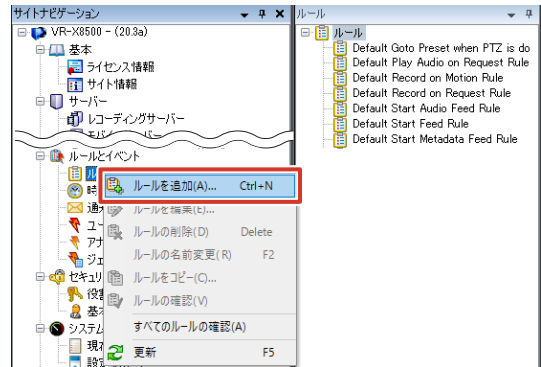 サイトナビゲーション
VR-X8500 - (20.3a)
基本
ライセンス情報
サイト情報
サーバー
レコーディングサーバー
ルールとイベント
ルールを追加(A)... Ctrl+N
ルールを編集(E)...
ルールの削除(D) Delete
ルールの名前変更(R) F2
ルールをコピー(C)...
ルールの確認(V)
すべてのルールの確認(A)
更新 F5
ルール
ルール
Default Goto Preset when PTZ is do
Default Play Audio on Request Rule
Default Record on Motion Rule
Default Record on Request Rule
Default Start Audio Feed Rule
Default Start Feed Rule
Default Start Metadata Feed Rule